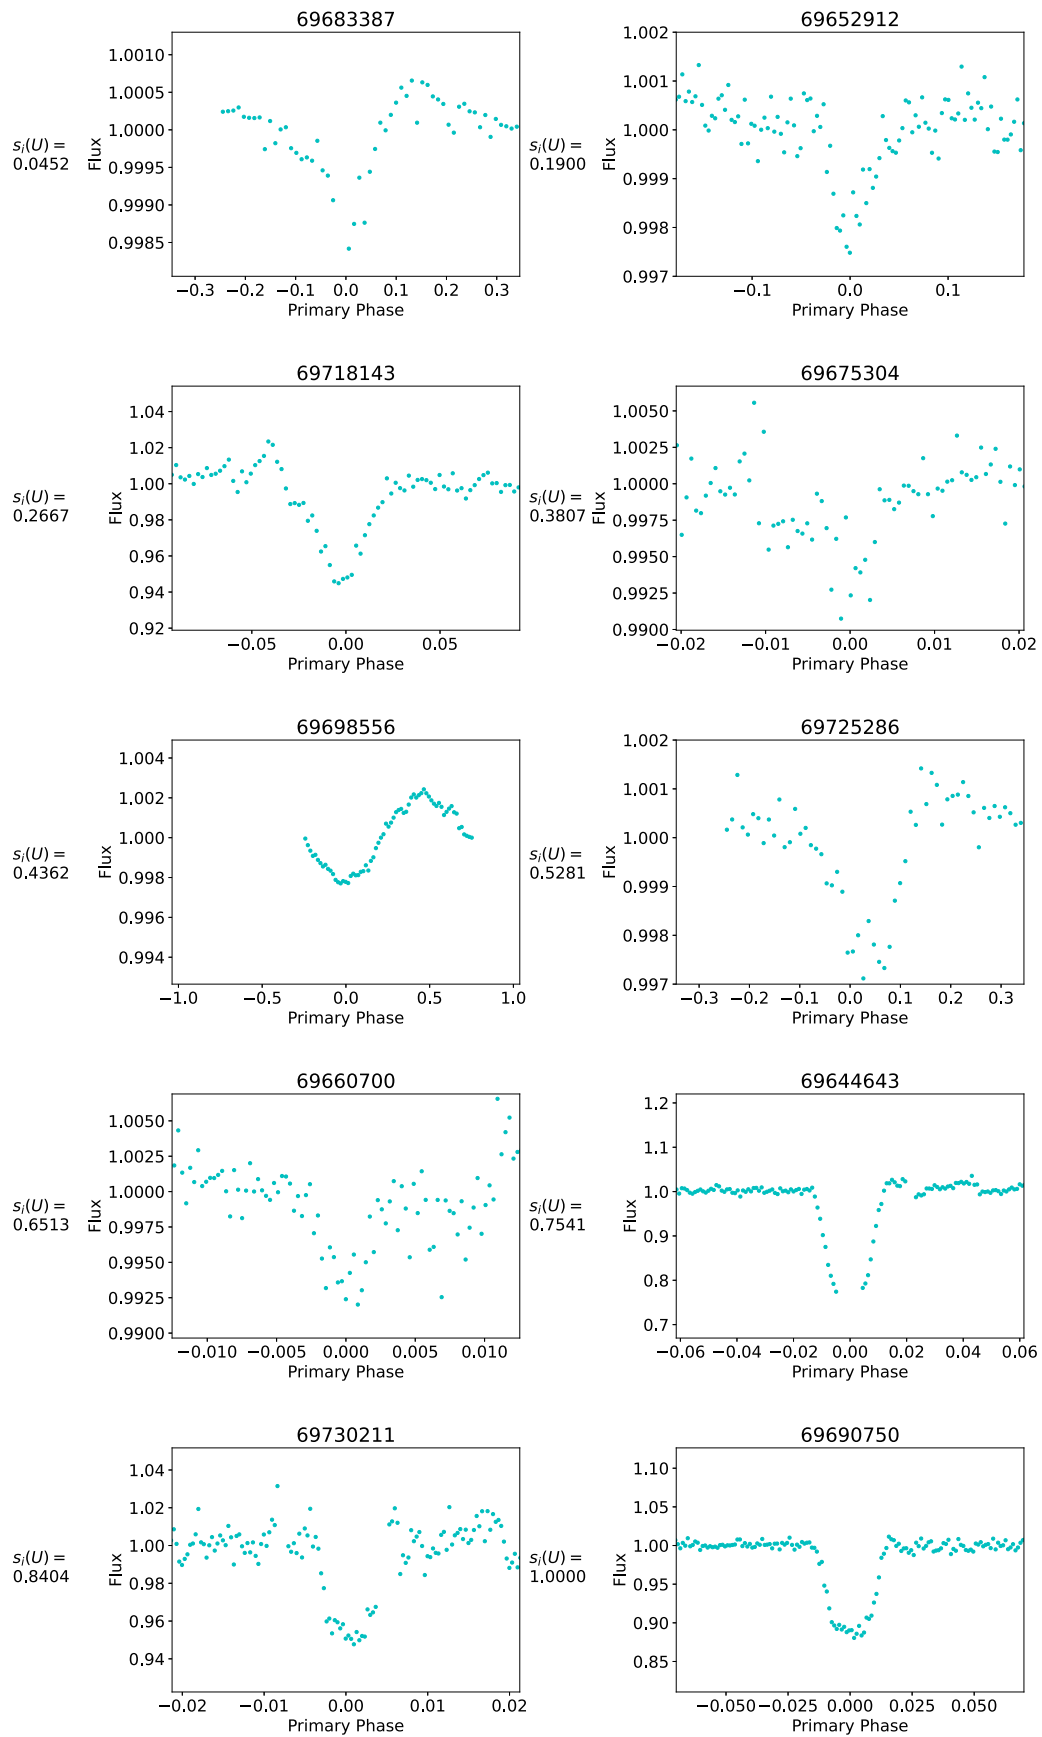 69683387
1.0010
1.0005
1.0000
0.9995
0.9990
0.9985
Flux
s_i(U) =
0.0452
−0.3 −0.2 −0.1 0.0 0.1 0.2 0.3
Primary Phase
69652912
1.002
1.001
1.000
0.999
0.998
0.997
Flux
s_i(U) =
0.1900
−0.1 0.0 0.1
Primary Phase
69718143
1.04
1.02
1.00
0.98
0.96
0.94
0.92
Flux
s_i(U) =
0.2667
−0.05 0.00 0.05
Primary Phase
69675304
1.0050
1.0025
1.0000
0.9975
0.9950
0.9925
0.9900
Flux
s_i(U) =
0.3807
−0.02 −0.01 0.00 0.01 0.02
Primary Phase
69698556
1.004
1.002
1.000
0.998
0.996
0.994
Flux
s_i(U) =
0.4362
−1.0 −0.5 0.0 0.5 1.0
Primary Phase
69725286
1.002
1.001
1.000
0.999
0.998
0.997
Flux
s_i(U) =
0.5281
−0.3 −0.2 −0.1 0.0 0.1 0.2 0.3
Primary Phase
69660700
1.0050
1.0025
1.0000
0.9975
0.9950
0.9925
0.9900
Flux
s_i(U) =
0.6513
−0.010 −0.005 0.000 0.005 0.010
Primary Phase
69644643
1.2
1.1
1.0
0.9
0.8
0.7
Flux
s_i(U) =
0.7541
−0.06 −0.04 −0.02 0.00 0.02 0.04 0.06
Primary Phase
69730211
1.04
1.02
1.00
0.98
0.96
0.94
Flux
s_i(U) =
0.8404
−0.02 −0.01 0.00 0.01 0.02
Primary Phase
69690750
1.10
1.05
1.00
0.95
0.90
0.85
Flux
s_i(U) =
1.0000
−0.050 −0.025 0.000 0.025 0.050
Primary Phase